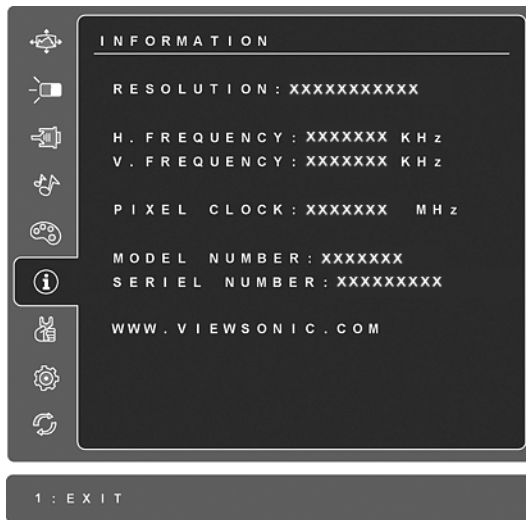 INFORMATION
RESOLUTION: XXXXXXXXXXX
H. FREQUENCY: XXXXXXX KHz
V. FREQUENCY: XXXXXXX KHz
PIXEL CLOCK: XXXXXXX MHz
MODEL NUMBER: XXXXXXX
SERIEL NUMBER: XXXXXXXXX
WWW.VIEWSONIC.COM
1: EXIT